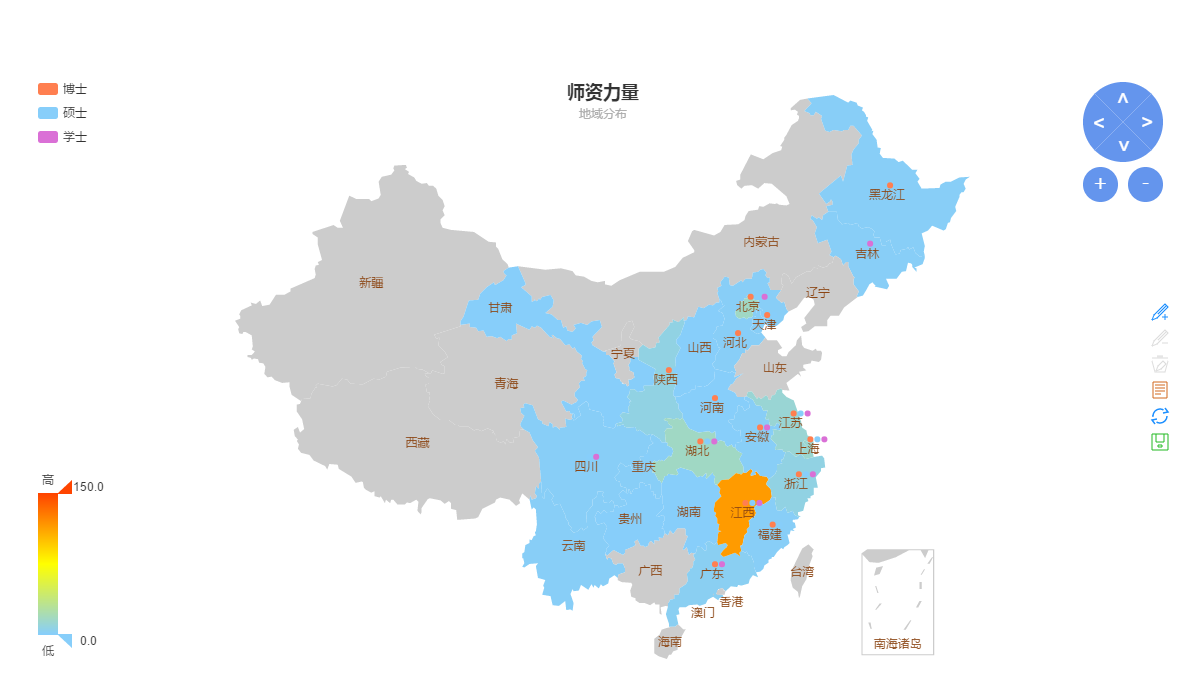 师资力量
地域分布
博士
硕士
学士
黑龙江
内蒙古
吉林
新疆
辽宁
甘肃
北京
天津
河北
山西
宁夏
山东
陕西
青海
河南
江苏
安徽
西藏
上海
湖北
四川
重庆
浙江
湖南
江西
贵州
福建
云南
广西
广东
台湾
香港
澳门
海南
南海诸岛
高
150.0
0.0
低
+
-